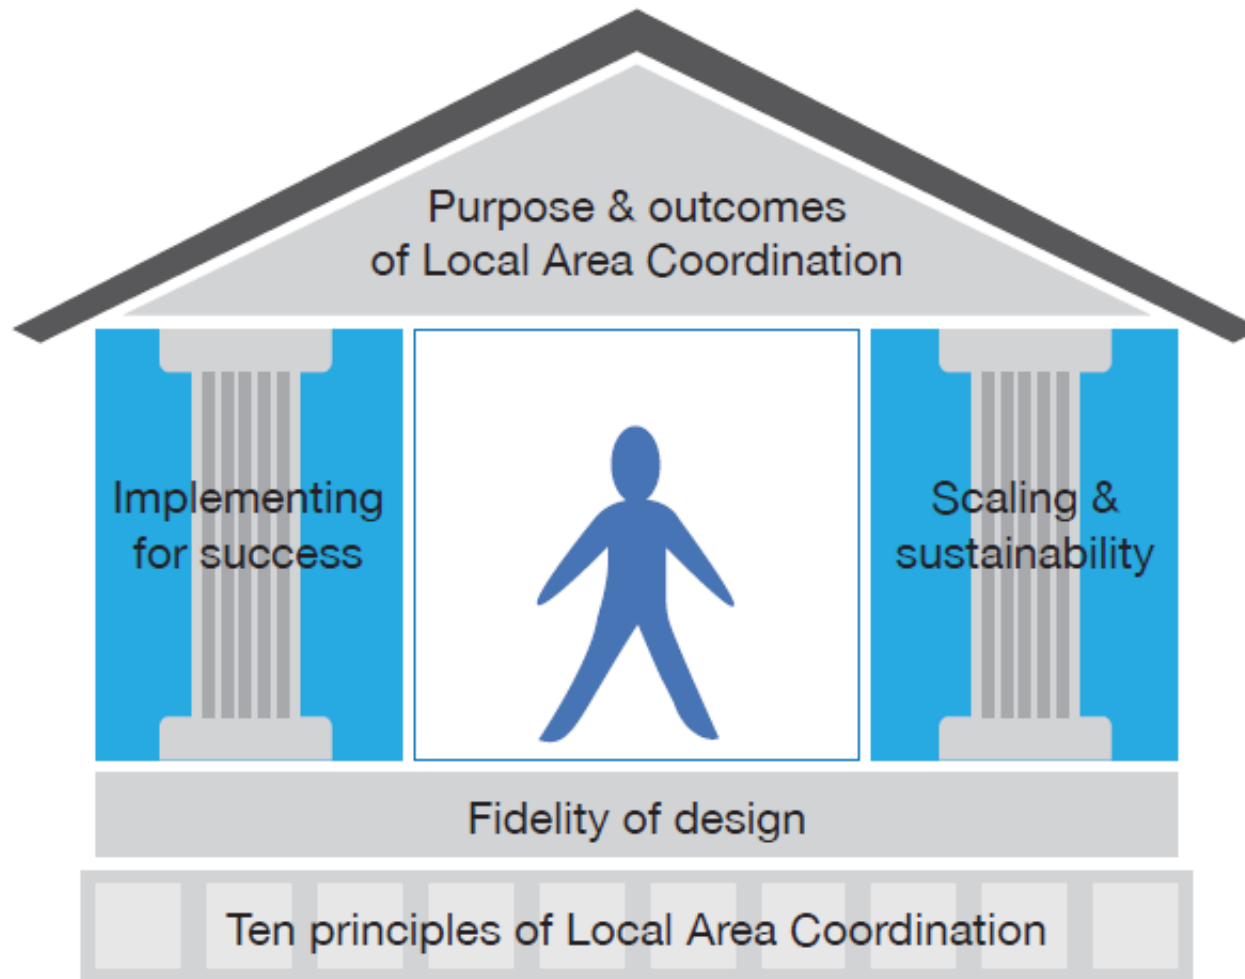 Purpose & outcomes
of Local Area Coordination
Implementing
for success
Scaling &
sustainability
Fidelity of design
Ten principles of Local Area Coordination